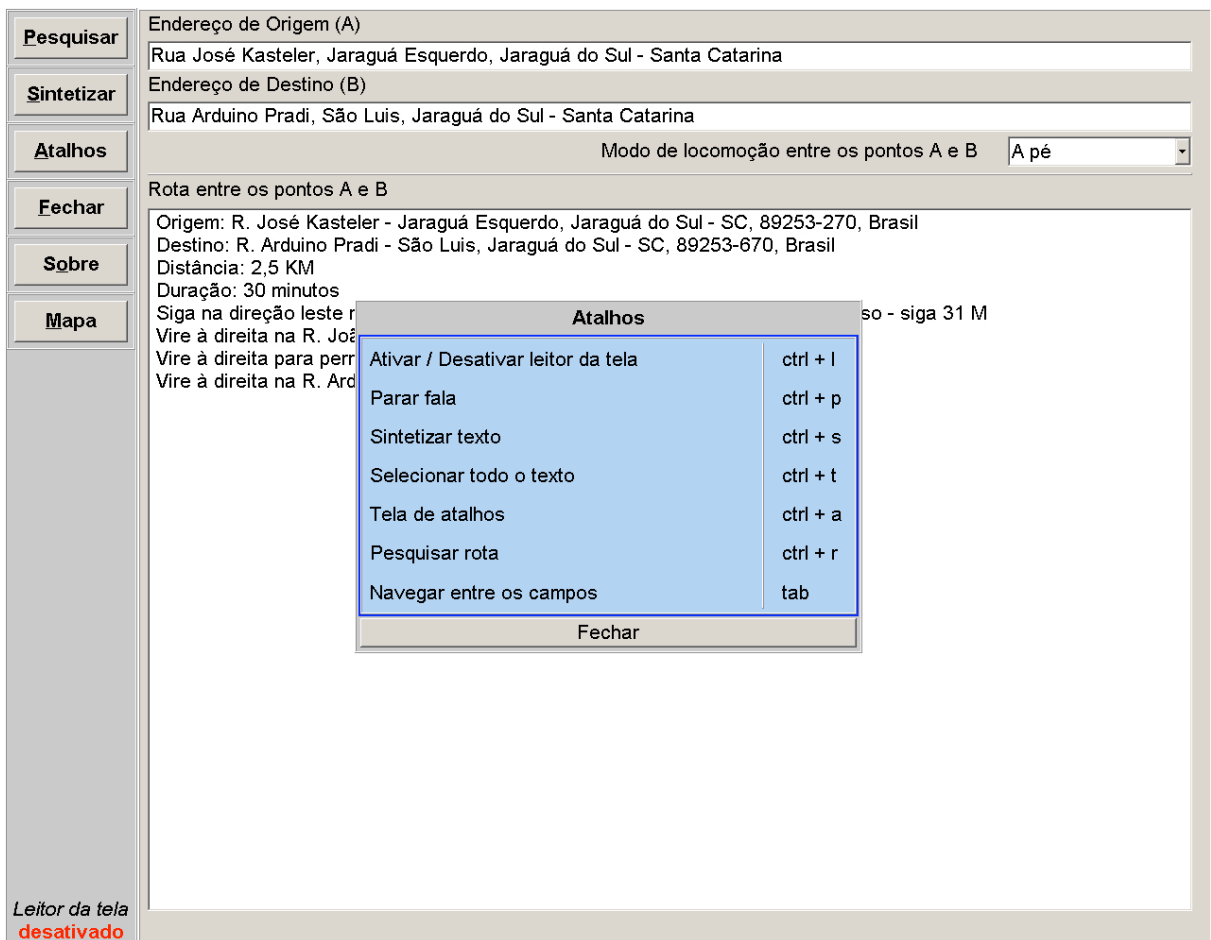 Pesquisar
Sintetizar
Atalhos
Fechar
Sobre
Mapa
Leitor da tela
desativado
Endereço de Origem (A)
Rua José Kasteler, Jaraguá Esquerdo, Jaraguá do Sul - Santa Catarina
Endereço de Destino (B)
Rua Arduino Pradi, São Luis, Jaraguá do Sul - Santa Catarina
Modo de locomoção entre os pontos A e B A pé
Rota entre os pontos A e B
Origem: R. José Kasteler - Jaraguá Esquerdo, Jaraguá do Sul - SC, 89253-270, Brasil
Destino: R. Arduino Pradi - São Luis, Jaraguá do Sul - SC, 89253-670, Brasil
Distância: 2,5 KM
Duração: 30 minutos
Siga na direção leste so - siga 31 M
Vire à direita na R.
Vire à direita para
Vire à direita na R.
Atalhos
Ativar / Desativar leitor da tela ctrl + l
Parar fala ctrl + p
Sintetizar texto ctrl + s
Selecionar todo o texto ctrl + t
Tela de atalhos ctrl + a
Pesquisar rota ctrl + r
Navegar entre os campos tab
Fechar